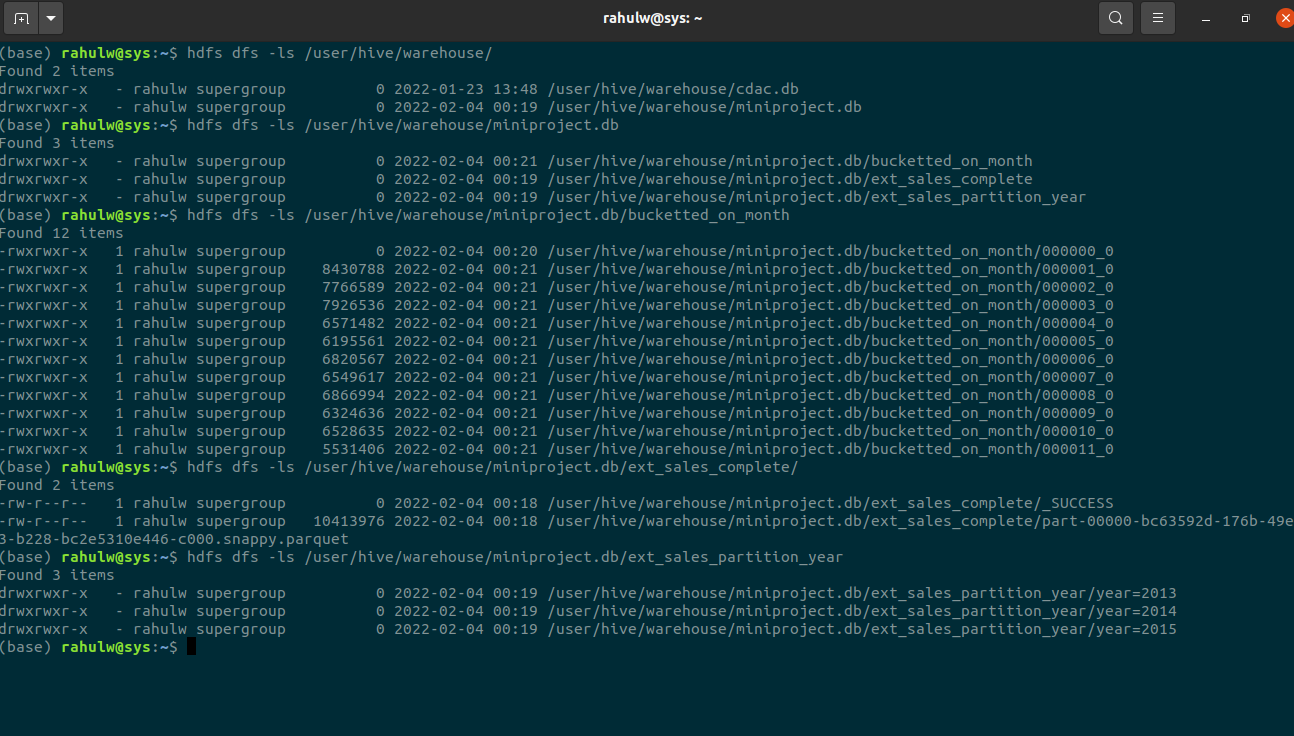 rahulw@sys: ~
(base) rahulw@sys:~$ hdfs dfs -ls /user/hive/warehouse/
Found 2 items
drwxrwxr-x   - rahulw supergroup          0 2022-01-23 13:48 /user/hive/warehouse/cdac.db
drwxrwxr-x   - rahulw supergroup          0 2022-02-04 00:19 /user/hive/warehouse/miniproject.db
(base) rahulw@sys:~$ hdfs dfs -ls /user/hive/warehouse/miniproject.db
Found 3 items
drwxrwxr-x   - rahulw supergroup          0 2022-02-04 00:21 /user/hive/warehouse/miniproject.db/bucketted_on_month
drwxrwxr-x   - rahulw supergroup          0 2022-02-04 00:19 /user/hive/warehouse/miniproject.db/ext_sales_complete
drwxrwxr-x   - rahulw supergroup          0 2022-02-04 00:19 /user/hive/warehouse/miniproject.db/ext_sales_partition_year
(base) rahulw@sys:~$ hdfs dfs -ls /user/hive/warehouse/miniproject.db/bucketted_on_month
Found 12 items
-rwxrwxr-x   1 rahulw supergroup          0 2022-02-04 00:20 /user/hive/warehouse/miniproject.db/bucketted_on_month/000000_0
-rwxrwxr-x   1 rahulw supergroup    8430788 2022-02-04 00:21 /user/hive/warehouse/miniproject.db/bucketted_on_month/000001_0
-rwxrwxr-x   1 rahulw supergroup    7766589 2022-02-04 00:21 /user/hive/warehouse/miniproject.db/bucketted_on_month/000002_0
-rwxrwxr-x   1 rahulw supergroup    7926536 2022-02-04 00:21 /user/hive/warehouse/miniproject.db/bucketted_on_month/000003_0
-rwxrwxr-x   1 rahulw supergroup    6571482 2022-02-04 00:21 /user/hive/warehouse/miniproject.db/bucketted_on_month/000004_0
-rwxrwxr-x   1 rahulw supergroup    6195561 2022-02-04 00:21 /user/hive/warehouse/miniproject.db/bucketted_on_month/000005_0
-rwxrwxr-x   1 rahulw supergroup    6820567 2022-02-04 00:21 /user/hive/warehouse/miniproject.db/bucketted_on_month/000006_0
-rwxrwxr-x   1 rahulw supergroup    6549617 2022-02-04 00:21 /user/hive/warehouse/miniproject.db/bucketted_on_month/000007_0
-rwxrwxr-x   1 rahulw supergroup    6866994 2022-02-04 00:21 /user/hive/warehouse/miniproject.db/bucketted_on_month/000008_0
-rwxrwxr-x   1 rahulw supergroup    6324636 2022-02-04 00:21 /user/hive/warehouse/miniproject.db/bucketted_on_month/000009_0
-rwxrwxr-x   1 rahulw supergroup    6528635 2022-02-04 00:21 /user/hive/warehouse/miniproject.db/bucketted_on_month/000010_0
-rwxrwxr-x   1 rahulw supergroup    5531406 2022-02-04 00:21 /user/hive/warehouse/miniproject.db/bucketted_on_month/000011_0
(base) rahulw@sys:~$ hdfs dfs -ls /user/hive/warehouse/miniproject.db/ext_sales_complete/
Found 2 items
-rw-r--r--   1 rahulw supergroup          0 2022-02-04 00:18 /user/hive/warehouse/miniproject.db/ext_sales_complete/_SUCCESS
-rw-r--r--   1 rahulw supergroup   10413976 2022-02-04 00:18 /user/hive/warehouse/miniproject.db/ext_sales_complete/part-00000-bc63592d-176b-49e
3-b228-bc2e5310e446-c000.snappy.parquet
(base) rahulw@sys:~$ hdfs dfs -ls /user/hive/warehouse/miniproject.db/ext_sales_partition_year
Found 3 items
drwxrwxr-x   - rahulw supergroup          0 2022-02-04 00:19 /user/hive/warehouse/miniproject.db/ext_sales_partition_year/year=2013
drwxrwxr-x   - rahulw supergroup          0 2022-02-04 00:19 /user/hive/warehouse/miniproject.db/ext_sales_partition_year/year=2014
drwxrwxr-x   - rahulw supergroup          0 2022-02-04 00:19 /user/hive/warehouse/miniproject.db/ext_sales_partition_year/year=2015
(base) rahulw@sys:~$